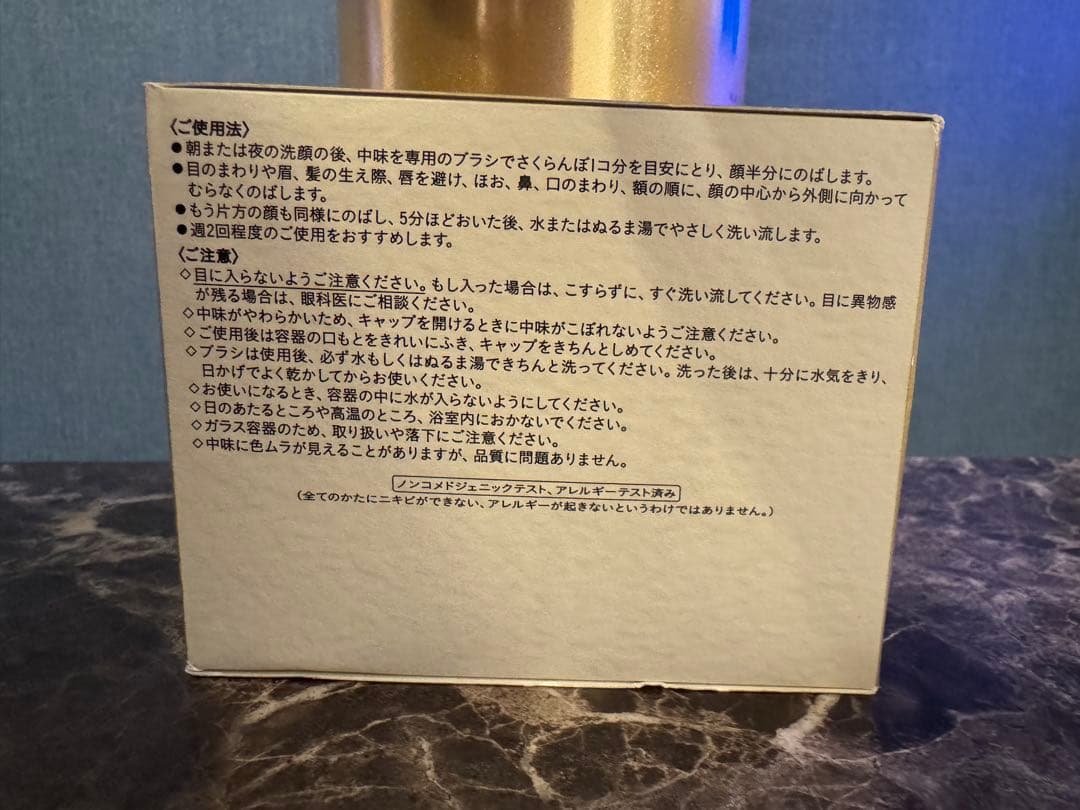 〈ご使用法〉
●朝または夜の洗顔の後、中味を専用のブラシでさくらんぼ1コ分を目安にとり、顔半分にのばします。
●目のまわりや眉、髪の生え際、唇を避け、ほお、鼻、口のまわり、額の順に、顔の中心から外側に向かって
むらなくのばします。
●もう片方の顔も同様にのばし、5分ほどおいた後、水またはぬるま湯でやさしく洗い流します。
●週2回程度のご使用をおすすめします。
〈ご注意〉
◇目に入らないようご注意ください。もし入った場合は、こすらずに、すぐ洗い流してください。目に異物感
が残る場合は、眼科医にご相談ください。
◇中味がやわらかいため、キャップを開けるときに中味がこぼれないようご注意ください。
◇ご使用後は容器の口もとをきれいにふき、キャップをきちんとしめてください。
◇ブラシは使用後、必ず水もしくはぬるま湯できちんと洗ってください。洗った後は、十分に水気をきり、
日かげでよく乾かしてからお使いください。
◇お使いになるとき、容器の中に水が入らないようにしてください。
◇日のあたるところや高温のところ、浴室内におかないでください。
◇ガラス容器のため、取り扱いや落下にご注意ください。
◇中味に色ムラが見えることがありますが、品質に問題ありません。
ノンコメドジェニックテスト、アレルギーテスト済み
(全てのかたにニキビができない、アレルギーが起きないというわけではありません。)